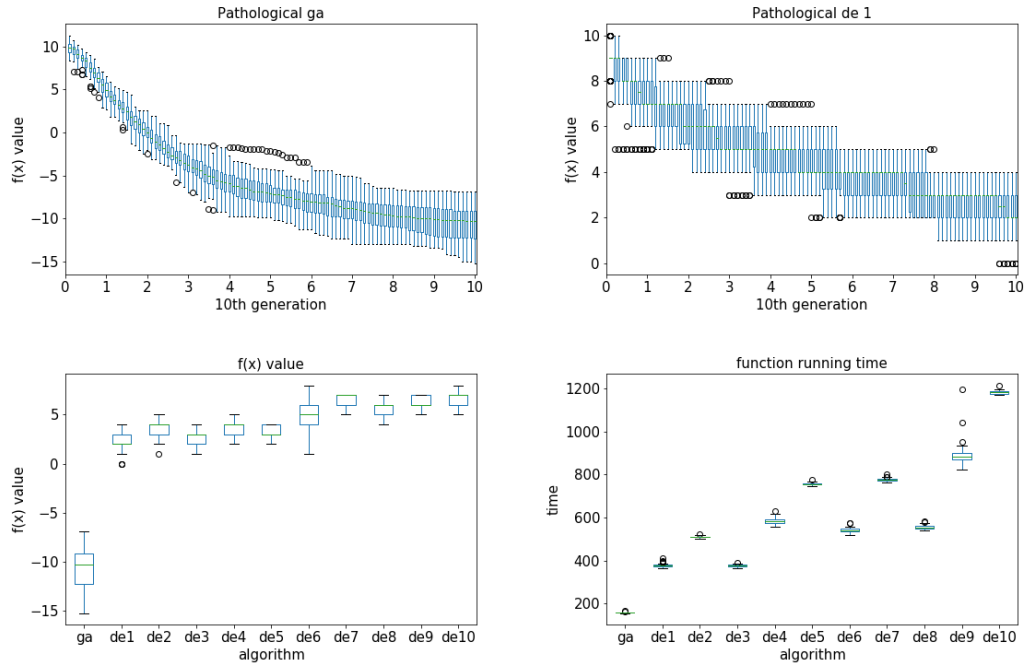 Pathological ga
10
5
0
−5
−10
−15
f(x) value
0 1 2 3 4 5 6 7 8 9 10
10th generation
Pathological de 1
10
8
6
4
2
0
f(x) value
0 1 2 3 4 5 6 7 8 9 10
10th generation
f(x) value
5
0
−5
−10
−15
f(x) value
ga de1 de2 de3 de4 de5 de6 de7 de8 de9 de10
algorithm
function running time
1200
1000
800
600
400
200
time
ga de1 de2 de3 de4 de5 de6 de7 de8 de9 de10
algorithm